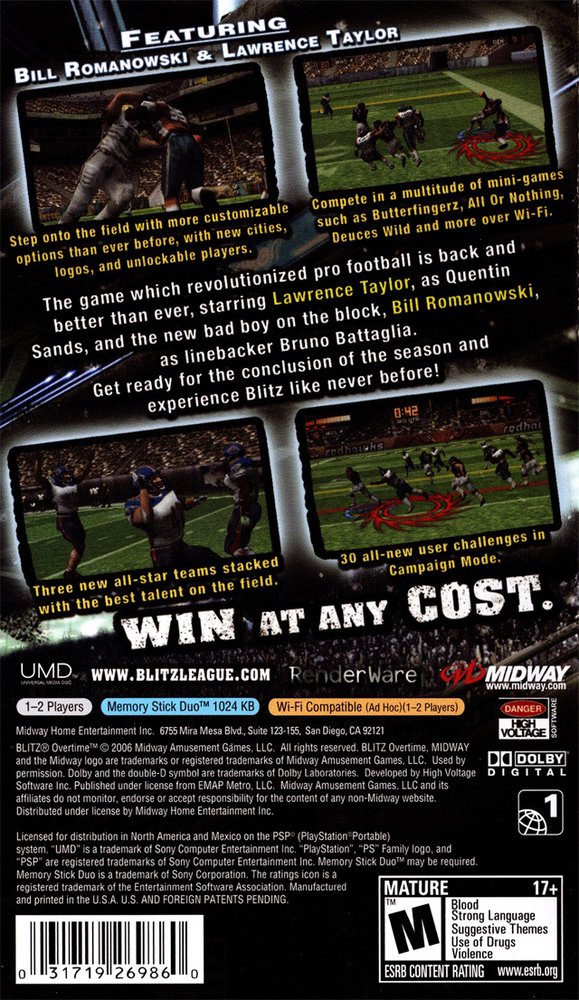 FEATURING
BILL ROMANOWSKI & LAWRENCE TAYLOR
Step onto the field with more customizable
options than ever before, with new cities,
logos, and unlockable players.
Compete in a multitude of mini-games
such as Butterfingerz, All Or Nothing,
Deuces Wild and more over Wi-Fi.
The game which revolutionized pro football is back and
better than ever, starring Lawrence Taylor, as Quentin
Sands, and the new bad boy on the block, Bill Romanowski,
as linebacker Bruno Battaglia.
Get ready for the conclusion of the season and
experience Blitz like never before!
0:42
redhawks
redha
Three new all-star teams stacked
with the best talent on the field.
30 all-new user challenges in
Campaign Mode.
WIN AT ANY COST.
UMD
UNIVERSAL MEDIA DISC
WWW.BLITZLEAGUE.COM
RenderWare
MIDWAY
www.midway.com
1–2 Players
Memory Stick Duo™ 1024 KB
Wi-Fi Compatible (Ad Hoc)(1–2 Players)
DANGER
HIGH
VOLTAGE
SOFTWARE
Midway Home Entertainment Inc. 6755 Mira Mesa Blvd., Suite 123-155, San Diego, CA 92121
BLITZ® Overtime™ © 2006 Midway Amusement Games, LLC. All rights reserved. BLITZ Overtime, MIDWAY
and the Midway logo are trademarks or registered trademarks of Midway Amusement Games, LLC. Used by
permission. Dolby and the double-D symbol are trademarks of Dolby Laboratories. Developed by High Voltage
Software Inc. Published under license from EMAP Metro, LLC. Midway Amusement Games, LLC and its
affiliates do not monitor, endorse or accept responsibility for the content of any non-Midway website.
Distributed under license by Midway Home Entertainment Inc.
DOLBY
DIGITAL
1
Licensed for distribution in North America and Mexico on the PSP® (PlayStation®Portable)
system. “UMD” is a trademark of Sony Computer Entertainment Inc. “PlayStation”, “PS” Family logo, and
“PSP” are registered trademarks of Sony Computer Entertainment Inc. Memory Stick Duo™ may be required.
Memory Stick Duo is a trademark of Sony Corporation. The ratings icon is a
registered trademark of the Entertainment Software Association. Manufactured
and printed in the U.S.A. U.S. AND FOREIGN PATENTS PENDING.
0 31719 26986 0
MATURE 17+
M
TM
Blood
Strong Language
Suggestive Themes
Use of Drugs
Violence
ESRB CONTENT RATING www.esrb.org